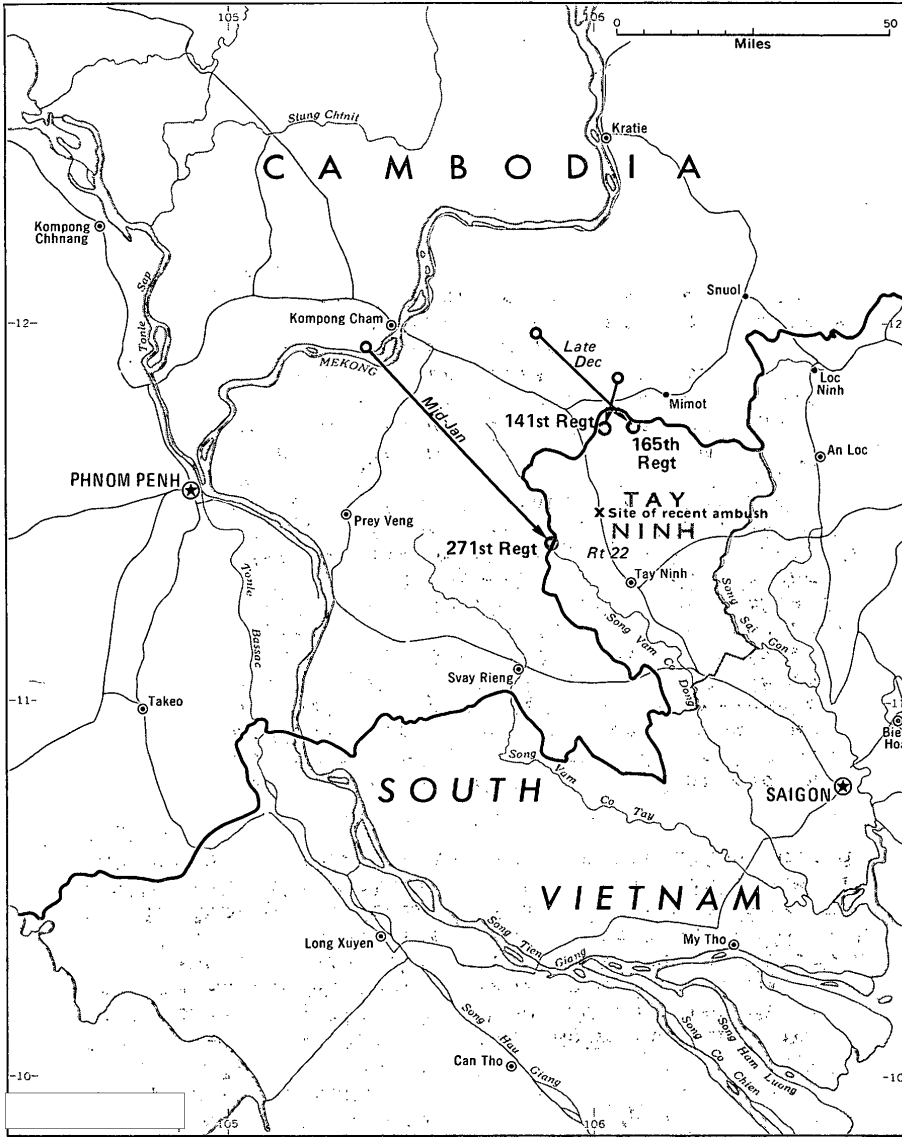 105
106
0 50
Miles
Stung Chinit
Kratie
CAMBODIA
Kompong
Chhnang
Tonle Sap
Snuol
-12-
-12
Kompong Cham
MEKONG
Late
Dec
Mid-Jan
Mimot
Loc
Ninh
141st Regt
165th
Regt
An Loc
PHNOM PENH
TAY
X Site of recent ambush
NINH
Prey Veng
271st Regt
Rt 22
Tay Ninh
Tonle Bassac
Song Vam Co Dong
Song Sai Gon
Svay Rieng
Takeo
-11-
-11
Bien
Hoa
Song Vam Co Tay
SOUTH
SAIGON
VIETNAM
Long Xuyen
Song Tien Giang
My Tho
Song Hau Giang
Can Tho
Song Co Chien
Song Ham Luong
-10-
-10
105
106